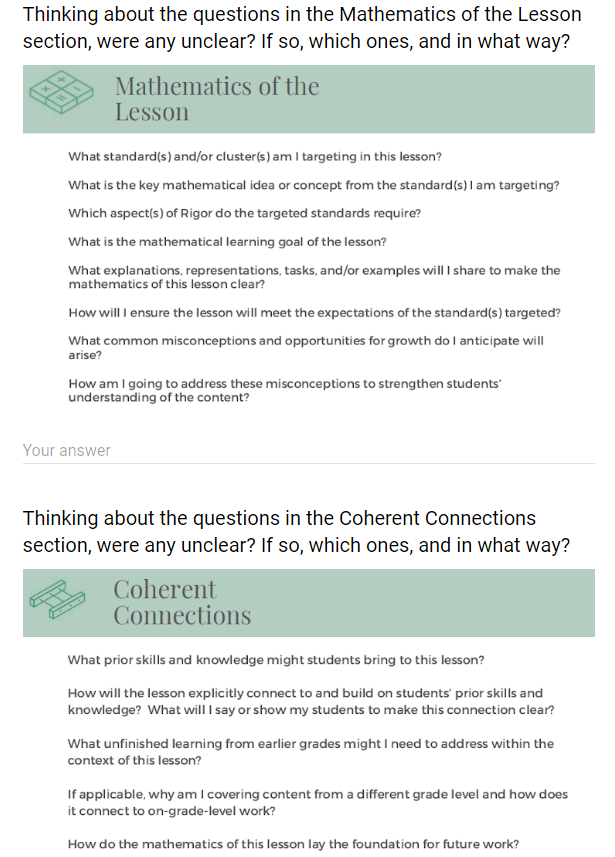 Thinking about the questions in the Mathematics of the Lesson
section, were any unclear? If so, which ones, and in what way?
Mathematics of the
Lesson
What standard(s) and/or cluster(s) am I targeting in this lesson?
What is the key mathematical idea or concept from the standard(s) I am targeting?
Which aspect(s) of Rigor do the targeted standards require?
What is the mathematical learning goal of the lesson?
What explanations, representations, tasks, and/or examples will I share to make the
mathematics of this lesson clear?
How will I ensure the lesson will meet the expectations of the standard(s) targeted?
What common misconceptions and opportunities for growth do I anticipate will
arise?
How am I going to address these misconceptions to strengthen students'
understanding of the content?
Your answer
Thinking about the questions in the Coherent Connections
section, were any unclear? If so, which ones, and in what way?
Coherent
Connections
What prior skills and knowledge might students bring to this lesson?
How will the lesson explicitly connect to and build on students' prior skills and
knowledge? What will I say or show my students to make this connection clear?
What unfinished learning from earlier grades might I need to address within the
context of this lesson?
If applicable, why am I covering content from a different grade level and how does
it connect to on-grade-level work?
How do the mathematics of this lesson lay the foundation for future work?